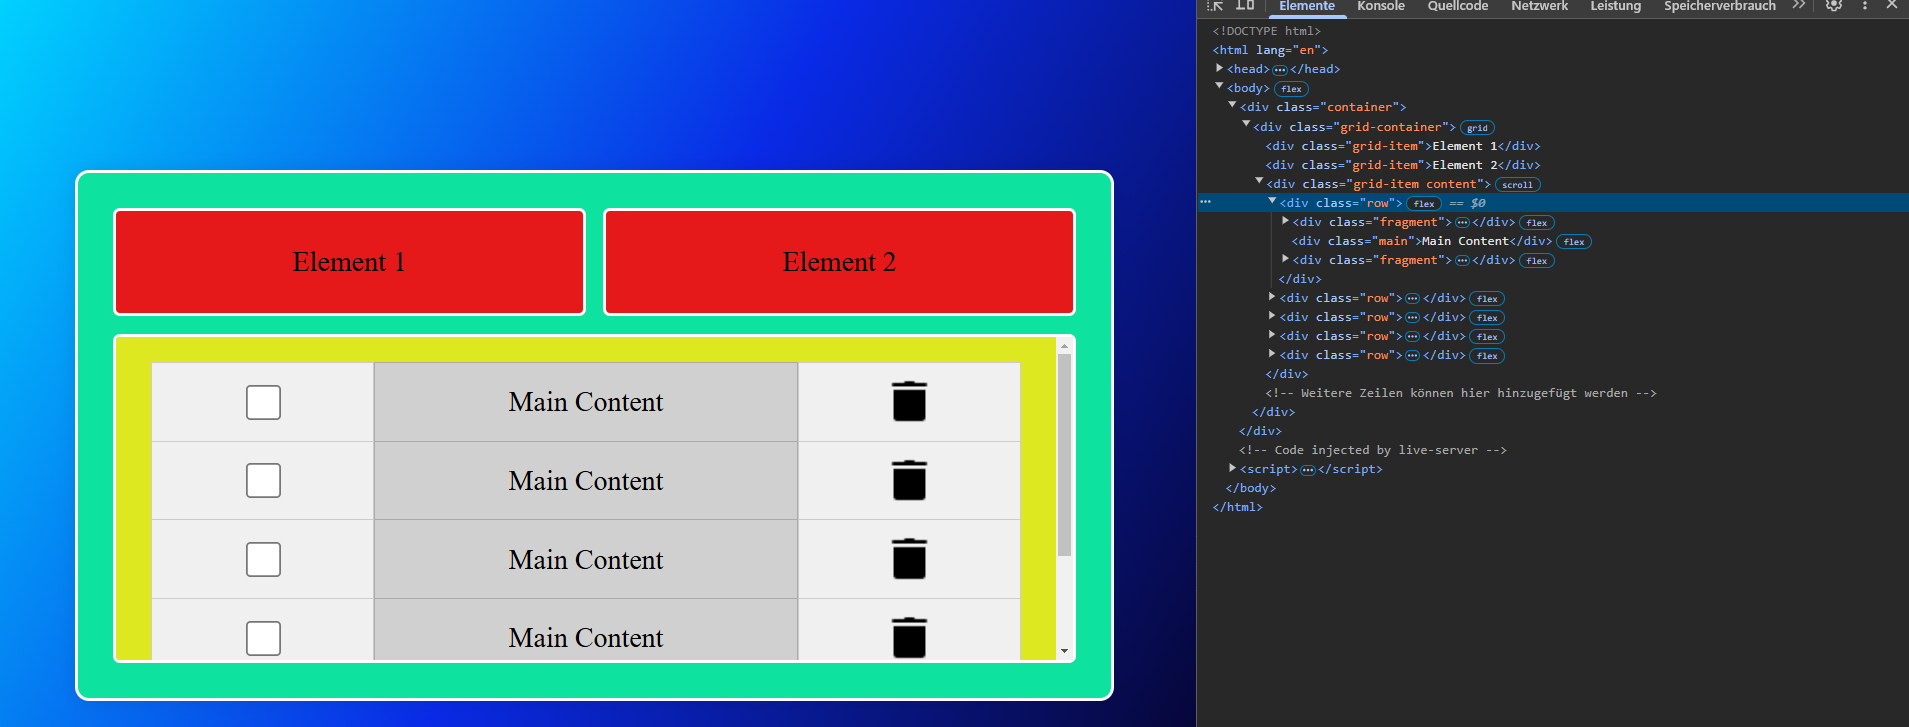 Element 1
Element 2
Main Content
Main Content
Main Content
Main Content
Elemente Konsole Quellcode Netzwerk Leistung Speicherverbrauch
<!DOCTYPE html>
<html lang="en">
<head>
</head>
<body> flex
<div class="container">
<div class="grid-container"> grid
<div class="grid-item">Element 1</div>
<div class="grid-item">Element 2</div>
<div class="grid-item content"> scroll
<div class="row"> flex == $0
<div class="fragment"> ••• </div> flex
<div class="main">Main Content</div> flex
<div class="fragment"> ••• </div> flex
</div>
<div class="row"> ••• </div> flex
<div class="row"> ••• </div> flex
<div class="row"> ••• </div> flex
<div class="row"> ••• </div> flex
</div>
<!-- Weitere Zeilen können hier hinzugefügt werden -->
</div>
</div>
<!-- Code injected by live-server -->
<script> ••• </script>
</body>
</html>